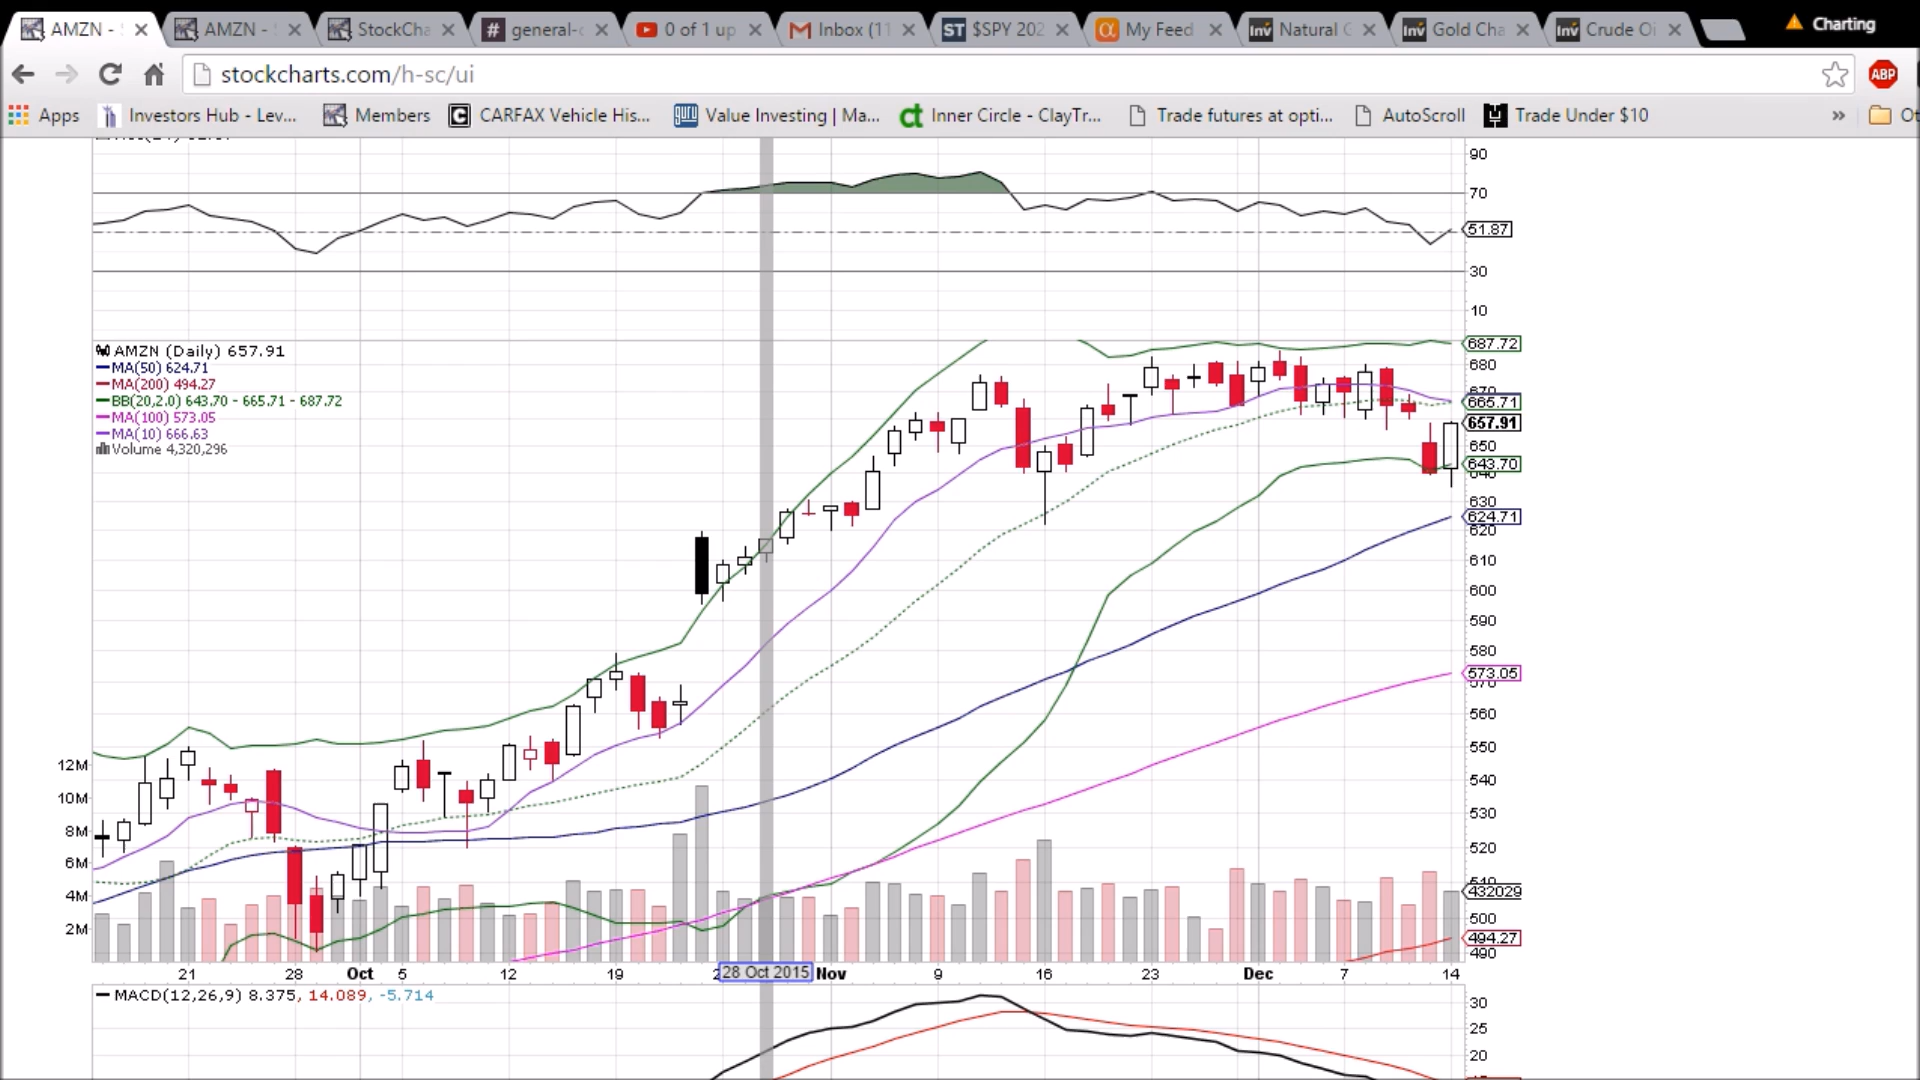 AMZN - S
AMZN - S
StockCha
general-c
0 of 1 up
Inbox (11
$SPY 202
My Feed
Natural G
Gold Cha
Crude Oi
Charting
stockcharts.com/h-sc/ui
ABP
Apps
Investors Hub - Lev...
Members
CARFAX Vehicle His...
Value Investing | Ma...
Inner Circle - ClayTr...
Trade futures at opti...
AutoScroll
Trade Under $10
»
Ot
90
70
51.87
30
10
AMZN (Daily) 657.91
MA(50) 624.71
MA(200) 494.27
BB(20,2.0) 643.70 - 665.71 - 687.72
MA(100) 573.05
MA(10) 666.63
Volume 4,320,296
687.72
680
670
665.71
657.91
650
643.70
640
630
624.71
620
610
600
590
580
573.05
570
560
550
540
530
520
432029
500
494.27
490
12M
10M
8M
6M
4M
2M
21 28 Oct 5 12 19 28 Oct 2015 Nov 9 16 23 Dec 7 14
MACD(12,26,9) 8.375, 14.089, -5.714
30
25
20